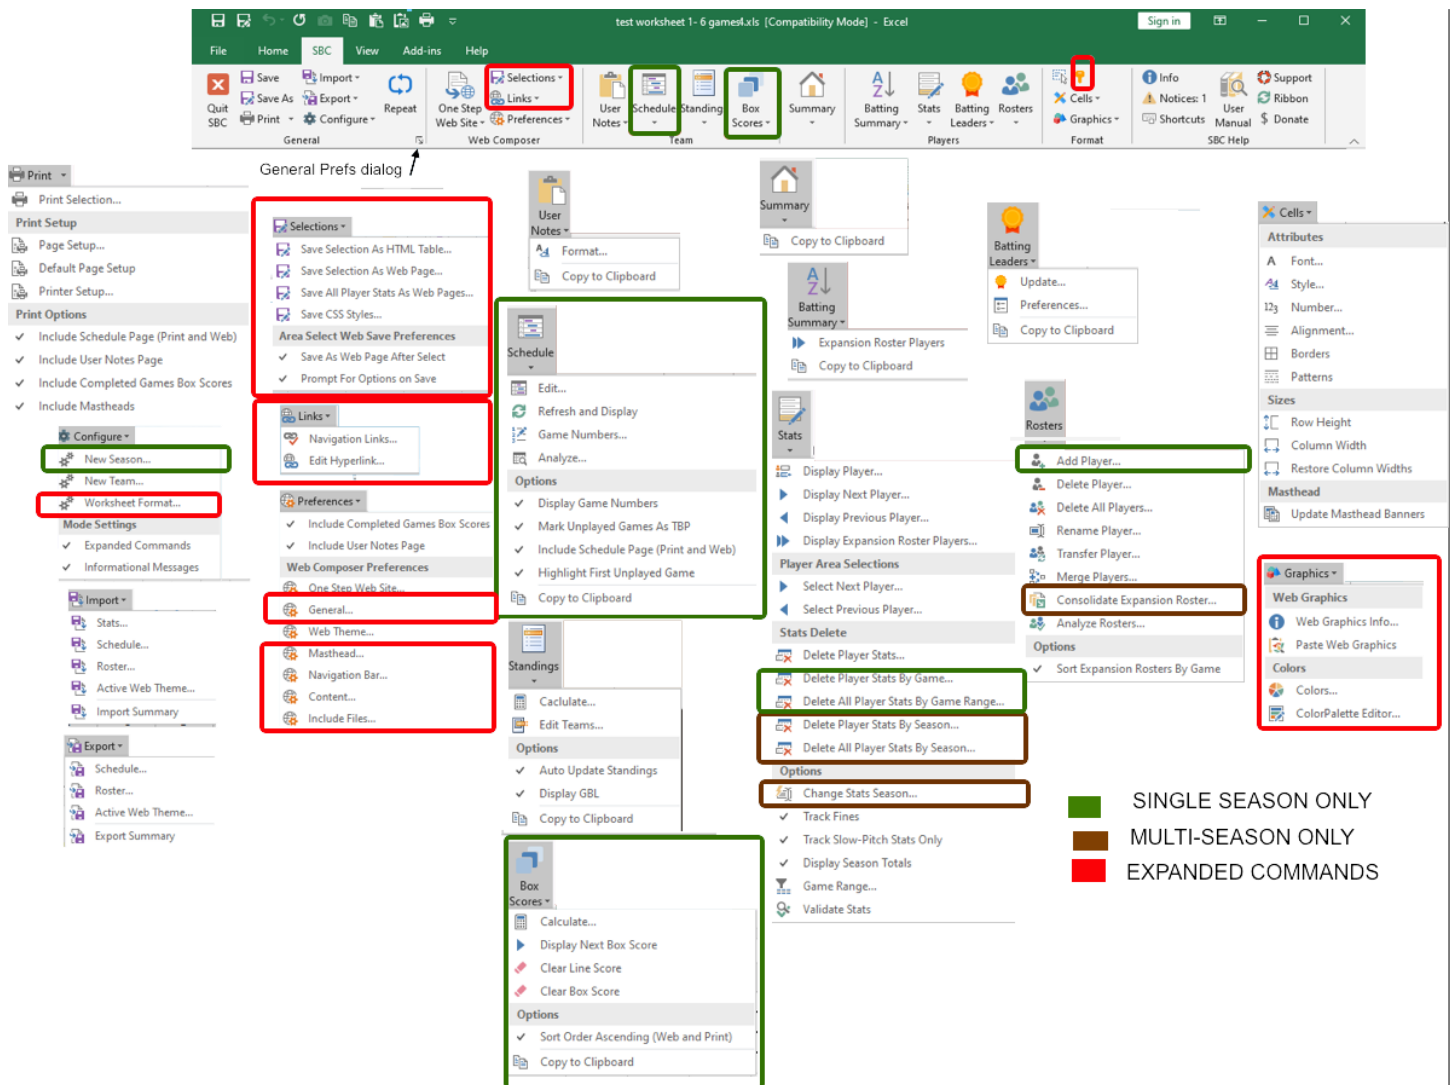 test worksheet 1- 6 games4.xls [Compatibility Mode] - Excel
Sign in
File Home SBC View Add-ins Help
Quit SBC
Save
Save As
Print
Import
Export
Configure
Repeat
General
One Step Web Site
Selections
Links
Preferences
Web Composer
User Notes
Schedule
Standing
Box Scores
Team
Summary
Batting Summary
Stats
Batting Leaders
Rosters
Players
Cells
Graphics
Format
Info
Notices: 1
Shortcuts
User Manual
Support
Ribbon
$ Donate
SBC Help
General Prefs dialog
Print
Print Selection...
Print Setup
Page Setup...
Default Page Setup
Printer Setup...
Print Options
Include Schedule Page (Print and Web)
Include User Notes Page
Include Completed Games Box Scores
Include Mastheads
Configure
New Season...
New Team...
Worksheet Format...
Mode Settings
Expanded Commands
Informational Messages
Import
Stats...
Schedule...
Roster...
Active Web Theme...
Import Summary
Export
Schedule...
Roster...
Active Web Theme...
Export Summary
Selections
Save Selection As HTML Table...
Save Selection As Web Page...
Save All Player Stats As Web Pages...
Save CSS Styles...
Area Select Web Save Preferences
Save As Web Page After Select
Prompt For Options on Save
Links
Navigation Links...
Edit Hyperlink...
Preferences
Include Completed Games Box Scores
Include User Notes Page
Web Composer Preferences
One Step Web Site...
General...
Web Theme...
Masthead...
Navigation Bar...
Content...
Include Files...
User
Notes
Format...
Copy to Clipboard
Schedule
Edit...
Refresh and Display
Game Numbers...
Analyze...
Options
Display Game Numbers
Mark Unplayed Games As TBP
Include Schedule Page (Print and Web)
Highlight First Unplayed Game
Copy to Clipboard
Standings
Caclulate...
Edit Teams...
Options
Auto Update Standings
Display GBL
Copy to Clipboard
Box
Scores
Calculate...
Display Next Box Score
Clear Line Score
Clear Box Score
Options
Sort Order Ascending (Web and Print)
Copy to Clipboard
Summary
Copy to Clipboard
Batting
Summary
Expansion Roster Players
Copy to Clipboard
Stats
Display Player...
Display Next Player...
Display Previous Player...
Display Expansion Roster Players...
Player Area Selections
Select Next Player...
Select Previous Player...
Stats Delete
Delete Player Stats...
Delete Player Stats By Game...
Delete All Player Stats By Game Range...
Delete Player Stats By Season...
Delete All Player Stats By Season...
Options
Change Stats Season...
Track Fines
Track Slow-Pitch Stats Only
Display Season Totals
Game Range...
Validate Stats
Batting
Leaders
Update...
Preferences...
Copy to Clipboard
Rosters
Add Player...
Delete Player...
Delete All Players...
Rename Player...
Transfer Player...
Merge Players...
Consolidate Expansion Roster...
Analyze Rosters...
Options
Sort Expansion Rosters By Game
Cells
Attributes
Font...
Style...
Number...
Alignment...
Borders
Patterns
Sizes
Row Height
Column Width
Restore Column Widths
Masthead
Update Masthead Banners
Graphics
Web Graphics
Web Graphics Info...
Paste Web Graphics
Colors
Colors...
ColorPalette Editor...
SINGLE SEASON ONLY
MULTI-SEASON ONLY
EXPANDED COMMANDS